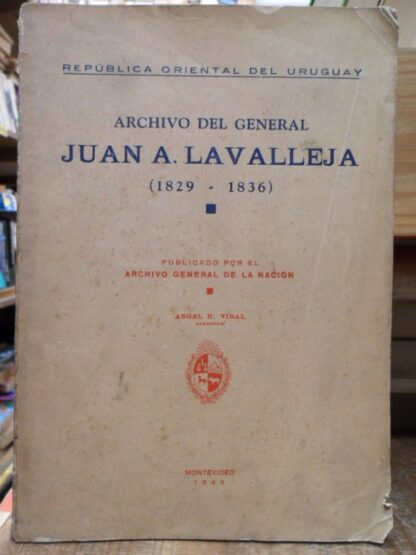 REPÚBLICA ORIENTAL DEL URUGUAY
ARCHIVO DEL GENERAL
JUAN A. LAVALLEJA
(1829 - 1836)
PUBLICADO POR EL
ARCHIVO GENERAL DE LA NACIÓN
ANGEL H. VIDAL
DIRECTOR
MONTEVIDEO